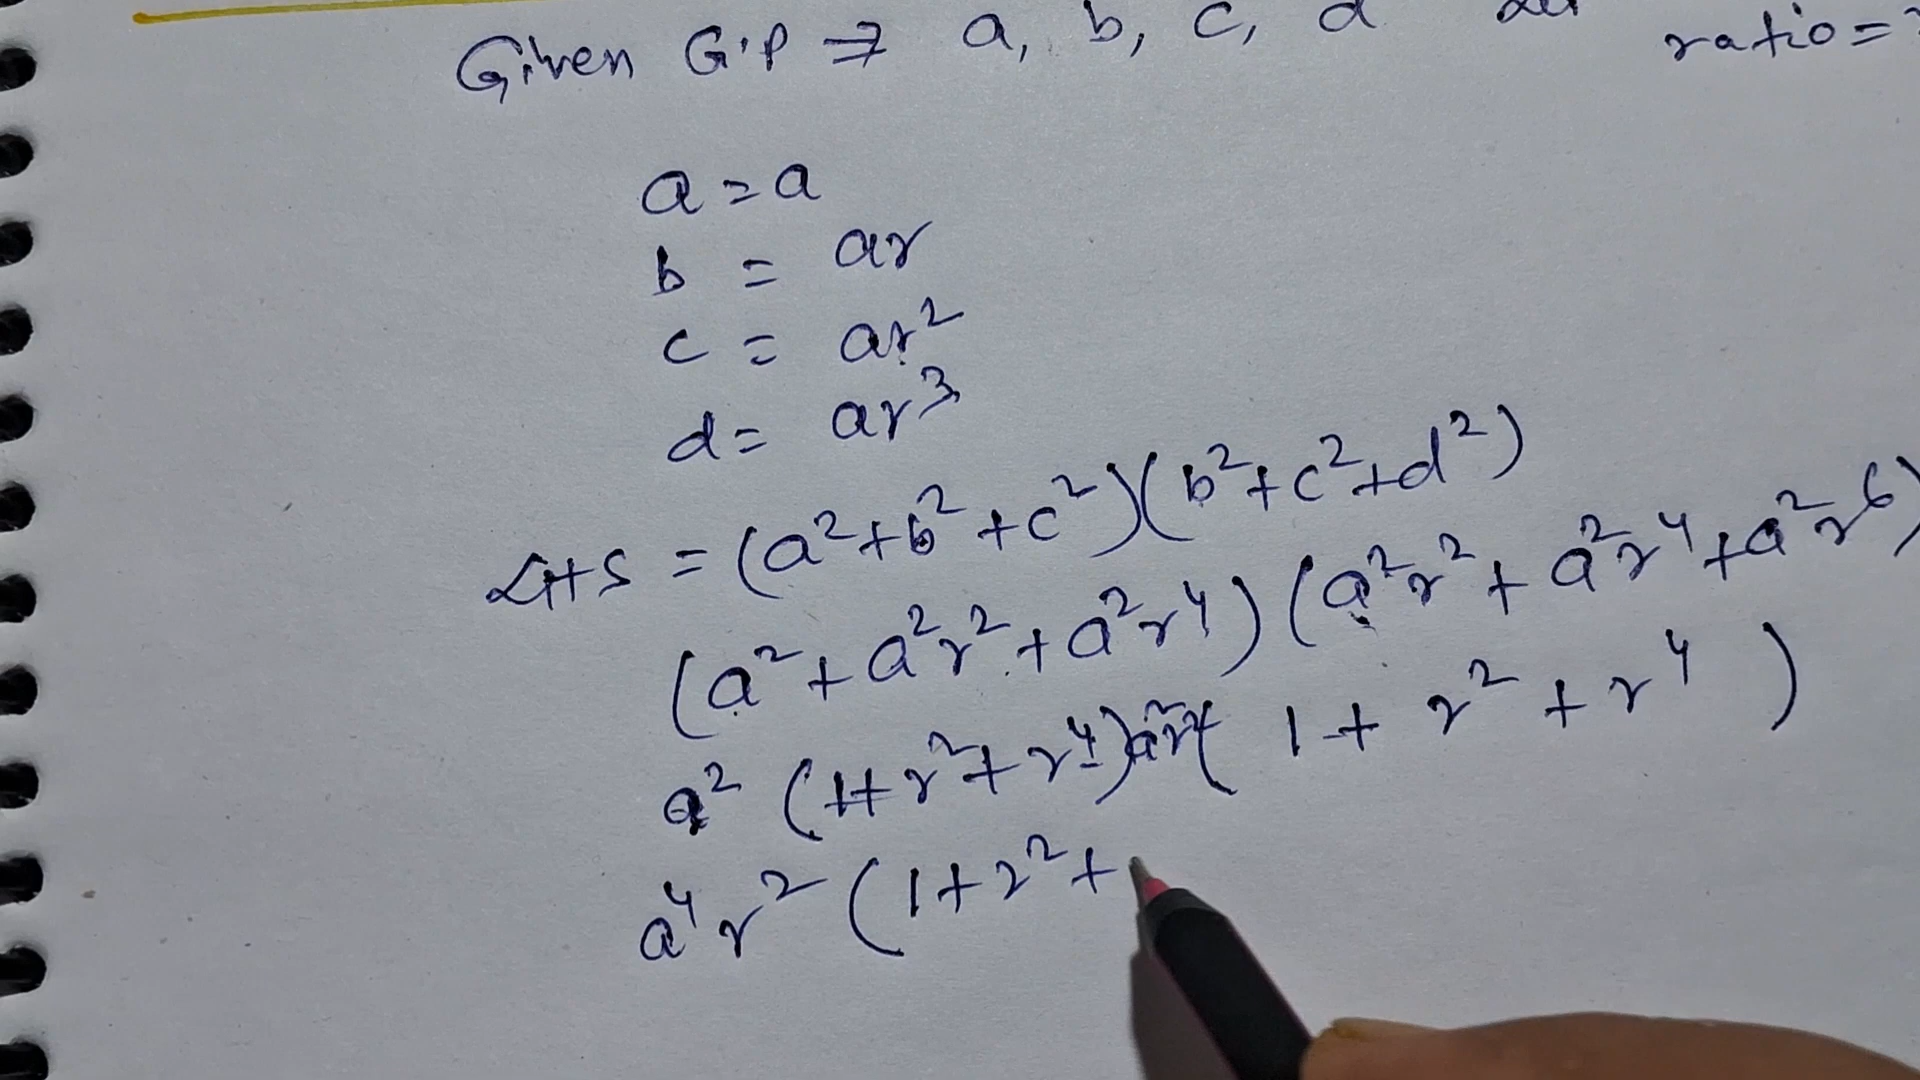 Given G.P ⇒ a, b, c, d
ratio =
a = a
b = ar
c = ar²
d = ar³
LHS = (a²+b²+c²)(b²+c²+d²)
(a²+a²r²+a²r⁴)(a²r²+a²r⁴+a²r⁶)
a²(1+r²+r⁴)a²r²(1+r²+r⁴)
a⁴r²(1+r²+